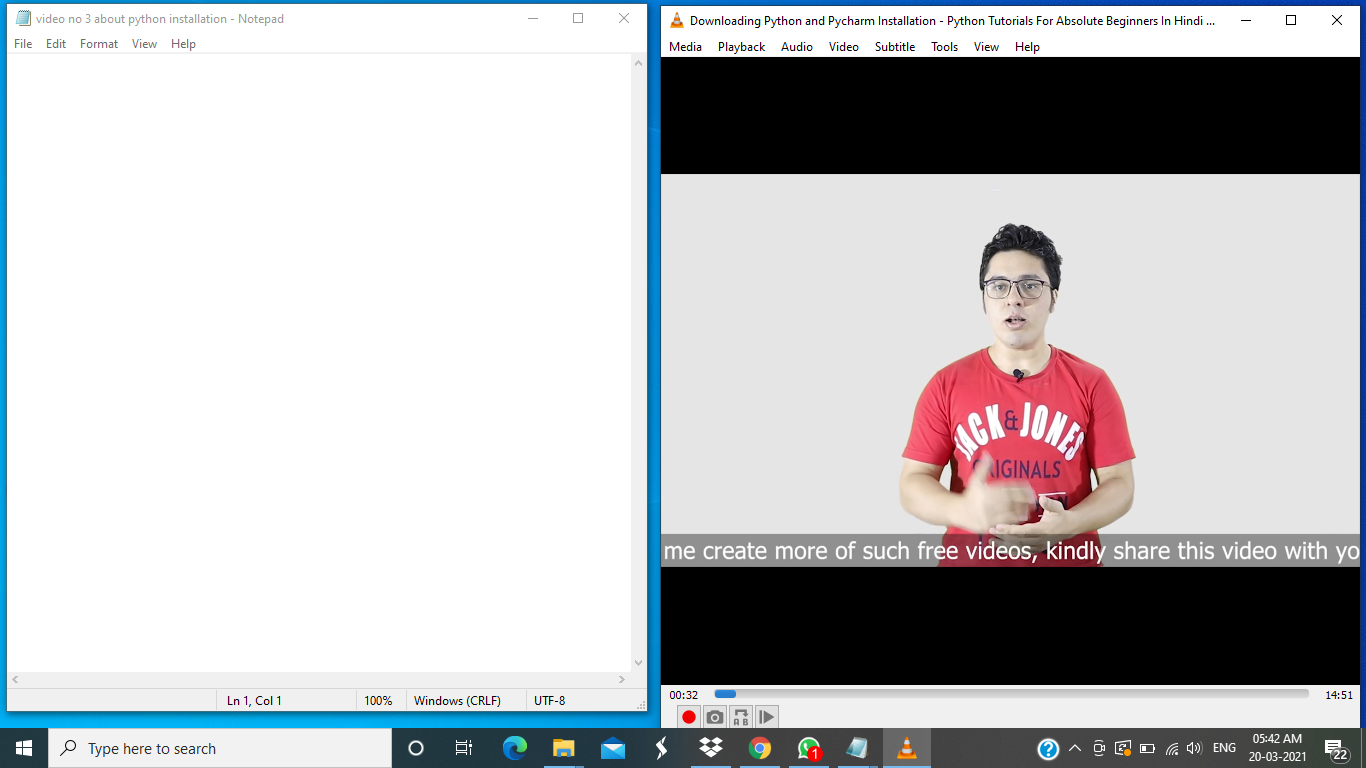 video no 3 about python installation - Notepad
File Edit Format View Help
Ln 1, Col 1 100% Windows (CRLF) UTF-8
Downloading Python and Pycharm Installation - Python Tutorials For Absolute Beginners In Hindi ...
Media Playback Audio Video Subtitle Tools View Help
JACK & JONES
ORIGINALS
me create more of such free videos, kindly share this video with yo
00:32 14:51
A B
Type here to search
1
ENG
05:42 AM
20-03-2021
22